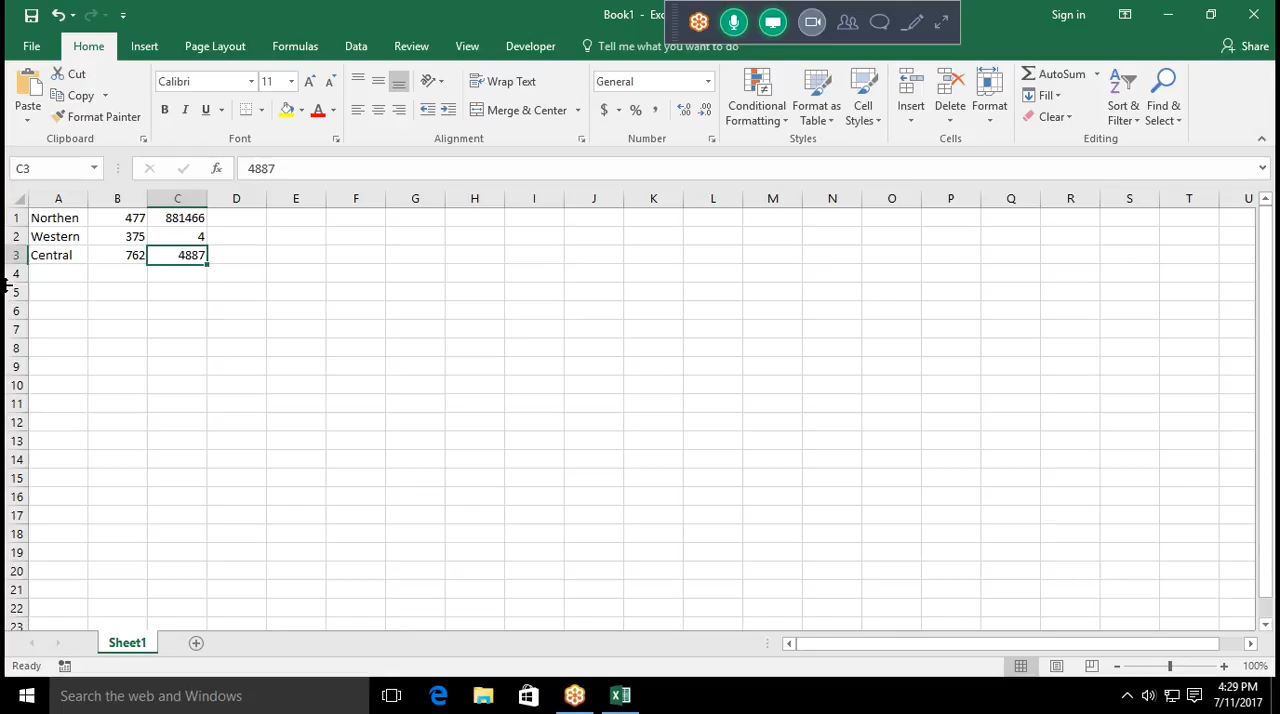 Book1 - Exc
Sign in
File
Home
Insert
Page Layout
Formulas
Data
Review
View
Developer
Tell me what you want to do
Share
Paste
Cut
Copy
Format Painter
Clipboard
Calibri
11
B I U
Font
Wrap Text
Merge & Center
Alignment
General
$ % ,
Number
Conditional Formatting
Format as Table
Cell Styles
Styles
Insert
Delete
Format
Cells
AutoSum
Fill
Clear
Sort & Filter
Find & Select
Editing
C3
fx
4887
A B C D E F G H I J K L M N O P Q R S T U
1 Northen 477 881466
2 Western 375 4
3 Central 762 4887
4
5
6
7
8
9
10
11
12
13
14
15
16
17
18
19
20
21
22
23
Sheet1
Ready
100%
Search the web and Windows
4:29 PM
7/11/2017